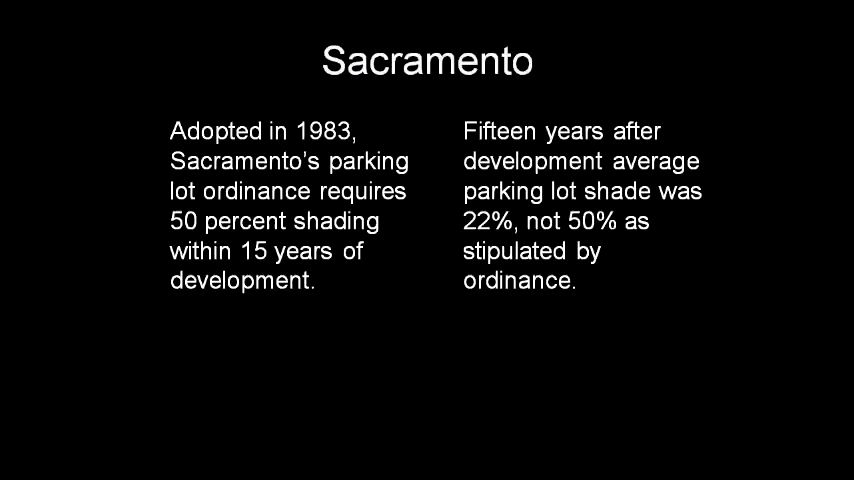 Sacramento
Adopted in 1983,
Sacramento's parking
lot ordinance requires
50 percent shading
within 15 years of
development.
Fifteen years after
development average
parking lot shade was
22%, not 50% as
stipulated by
ordinance.